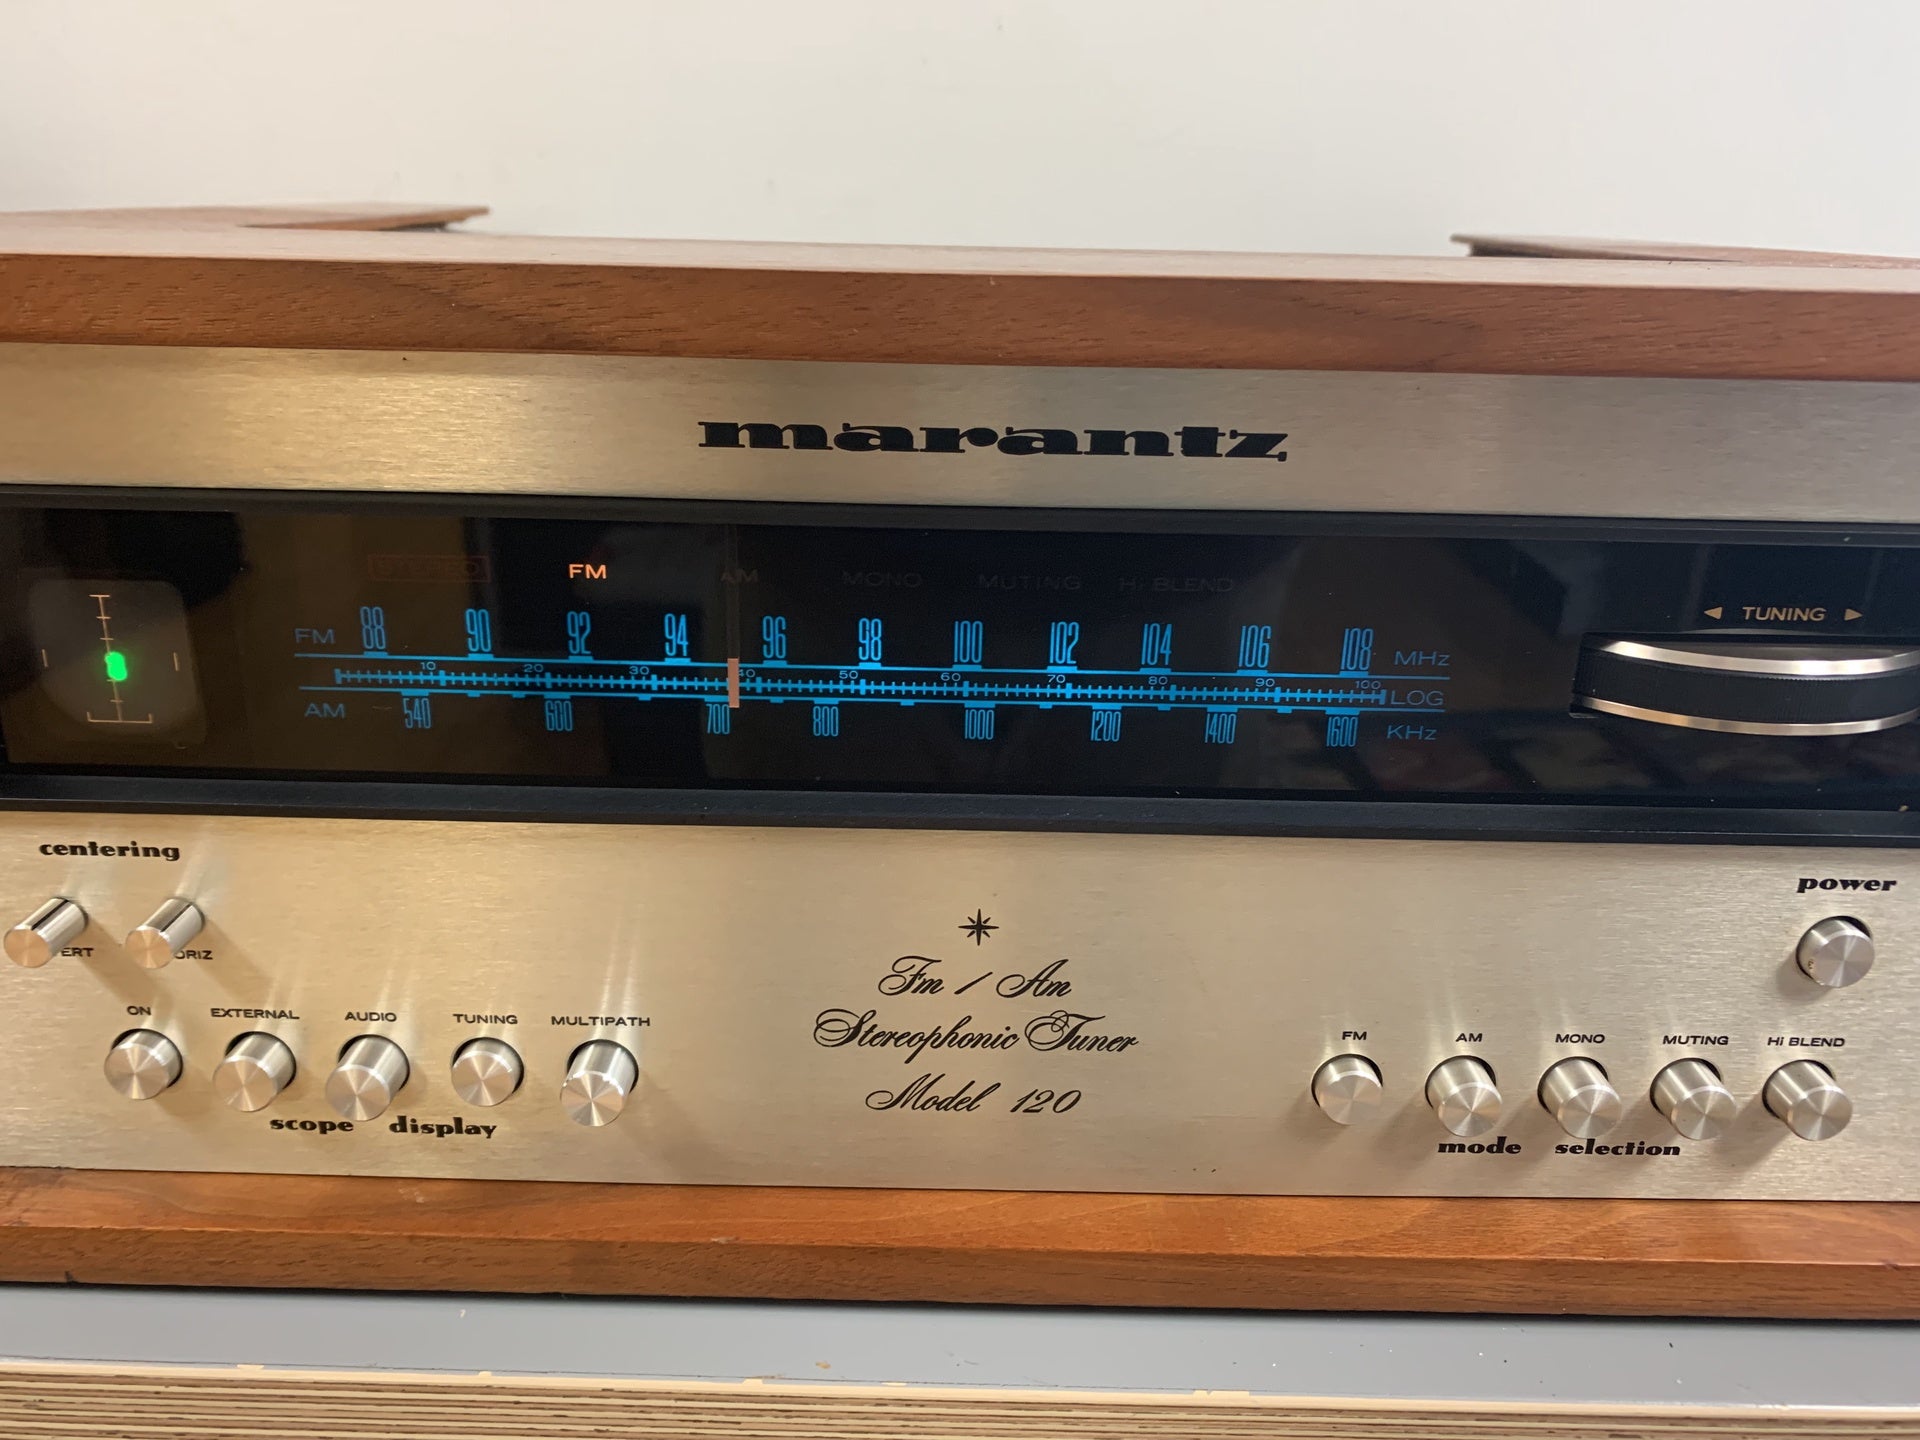 marantz
STEREO FM AM MONO MUTING Hi BLEND
◄ TUNING ►
FM 88 90 92 94 96 98 100 102 104 106 108 MHz
10 20 30 40 50 60 70 80 90 100 LOG
AM 540 600 700 800 1000 1200 1400 1600 KHz
centering
ERT ORIZ
power
ON EXTERNAL AUDIO TUNING MULTIPATH
scope display
Fm / Am
Stereophonic Tuner
Model 120
FM AM MONO MUTING Hi BLEND
mode selection